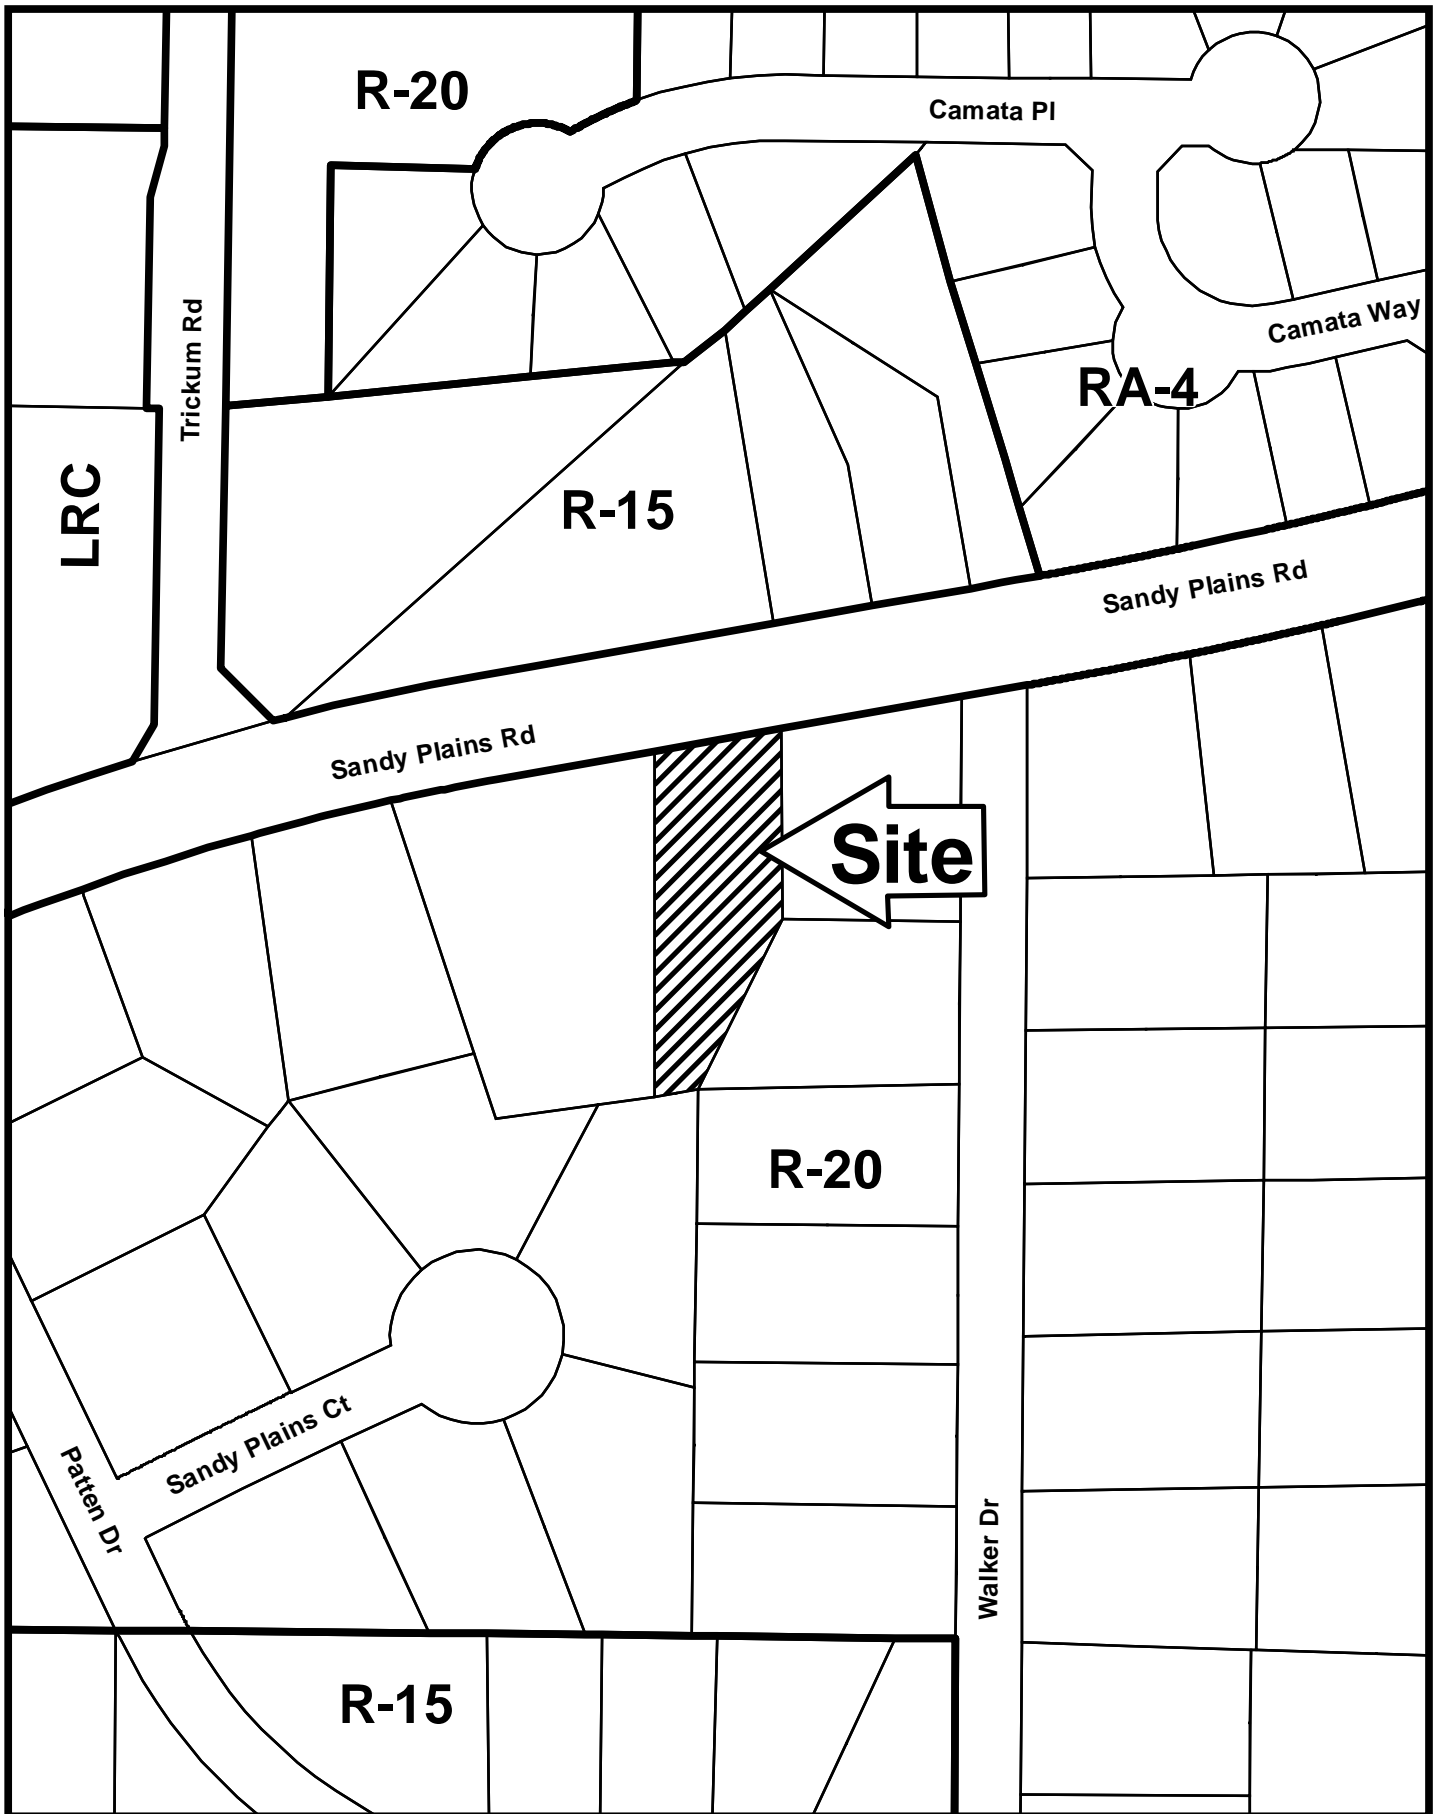 R-20
Camata Pl
Trickum Rd
Camata Way
RA-4
LRC
R-15
Sandy Plains Rd
Sandy Plains Rd
Site
R-20
Sandy Plains Ct
Patten Dr
Walker Dr
R-15